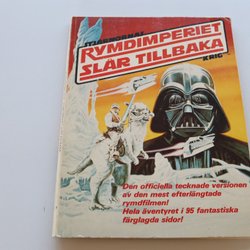 STJÄRNORNAS
RYMDIMPERIET
SLÅR TILLBAKA
KRIG
Den officiella tecknade versionen
av den mest efterlängtade
rymdfilmen!
Hela äventyret i 95 fantastiska
färglagda sidor!